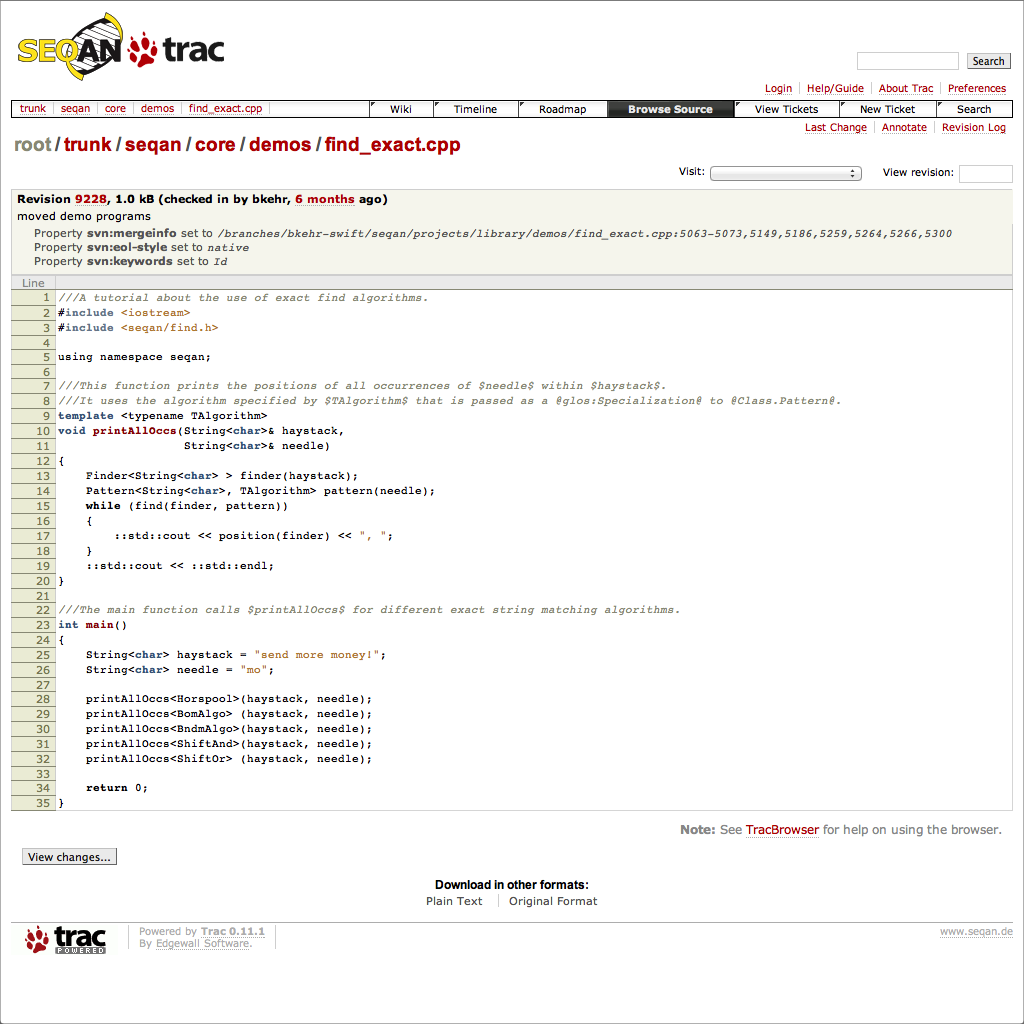 SEQAN trac
Search
Login Help/Guide About Trac Preferences
trunk seqan core demos find_exact.cpp Wiki Timeline Roadmap Browse Source View Tickets New Ticket Search
Last Change Annotate Revision Log
root/trunk/seqan/core/demos/find_exact.cpp
Visit: View revision:
Revision 9228, 1.0 kB (checked in by bkehr, 6 months ago)
moved demo programs
Property svn:mergeinfo set to /branches/bkehr-swift/seqan/projects/library/demos/find_exact.cpp:5063-5073,5149,5186,5259,5264,5266,5300
Property svn:eol-style set to native
Property svn:keywords set to Id
Line
1 ///A tutorial about the use of exact find algorithms.
2 #include <iostream>
3 #include <seqan/find.h>
4
5 using namespace seqan;
6
7 ///This function prints the positions of all occurrences of $needle$ within $haystack$.
8 ///It uses the algorithm specified by $TAlgorithm$ that is passed as a @glos:Specialization@ to @Class.Pattern@.
9 template <typename TAlgorithm>
10 void printAllOccs(String<char>& haystack,
11 String<char>& needle)
12 {
13 Finder<String<char> > finder(haystack);
14 Pattern<String<char>, TAlgorithm> pattern(needle);
15 while (find(finder, pattern))
16 {
17 ::std::cout << position(finder) << ", ";
18 }
19 ::std::cout << ::std::endl;
20 }
21
22 ///The main function calls $printAllOccs$ for different exact string matching algorithms.
23 int main()
24 {
25 String<char> haystack = "send more money!";
26 String<char> needle = "mo";
27
28 printAllOccs<Horspool>(haystack, needle);
29 printAllOccs<BomAlgo> (haystack, needle);
30 printAllOccs<BndmAlgo>(haystack, needle);
31 printAllOccs<ShiftAnd>(haystack, needle);
32 printAllOccs<ShiftOr> (haystack, needle);
33
34 return 0;
35 }
Note: See TracBrowser for help on using the browser.
View changes...
Download in other formats:
Plain Text Original Format
trac POWERED
Powered by Trac 0.11.1
By Edgewall Software.
www.seqan.de